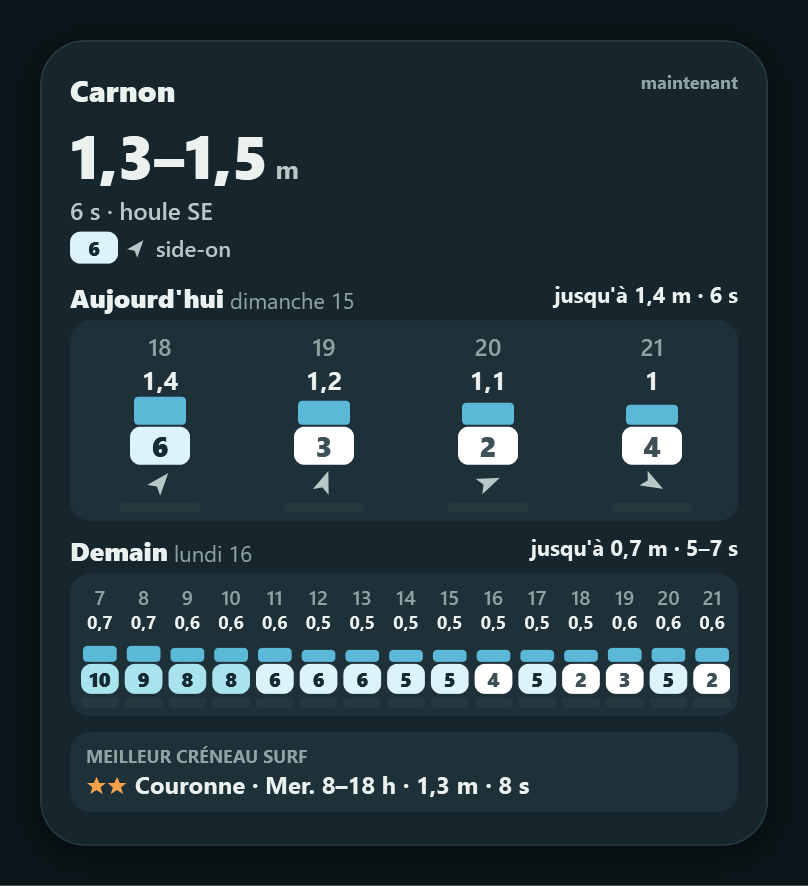 Carnon
maintenant
1,3–1,5 m
6 s · houle SE
6 side-on
Aujourd'hui dimanche 15
jusqu'à 1,4 m · 6 s
18 19 20 21
1,4 1,2 1,1 1
6 3 2 4
Demain lundi 16
jusqu'à 0,7 m · 5–7 s
7 8 9 10 11 12 13 14 15 16 17 18 19 20 21
0,7 0,7 0,6 0,6 0,6 0,5 0,5 0,5 0,5 0,5 0,5 0,5 0,6 0,6 0,6
10 9 8 8 6 6 6 5 5 4 5 2 3 5 2
MEILLEUR CRÉNEAU SURF
★★ Couronne · Mer. 8–18 h · 1,3 m · 8 s